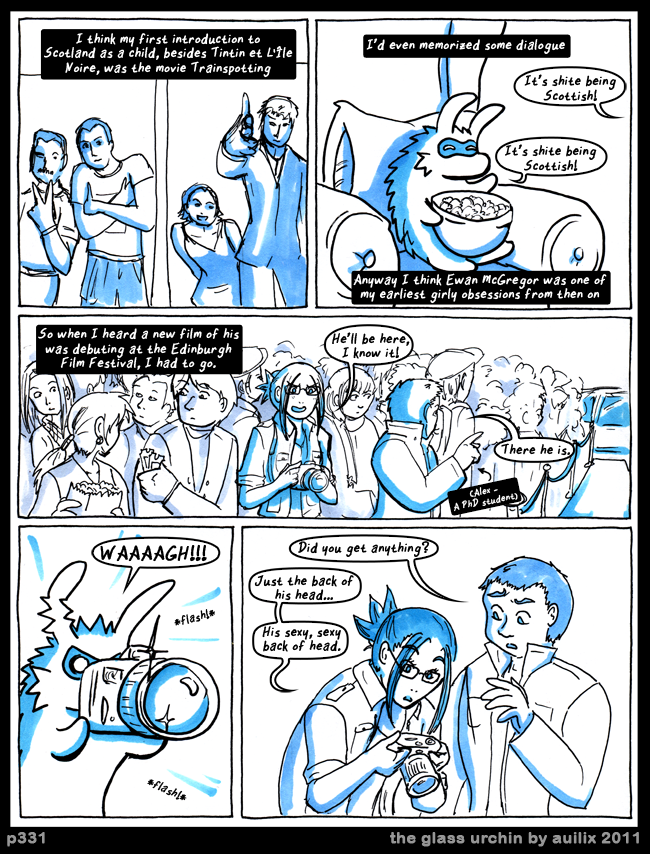 I think my first introduction to
Scotland as a child, besides Tintin et L'Île
Noire, was the movie Trainspotting
I'd even memorized some dialogue
It's shite being
Scottish!
It's shite being
Scottish!
Anyway I think Ewan McGregor was one of
my earliest girly obsessions from then on
So when I heard a new film of his
was debuting at the Edinburgh
Film Festival, I had to go.
He'll be here,
I know it!
There he is.
(Alex -
A PhD student)
WAAAAGH!!!
*flash!*
*flash!*
Did you get anything?
Just the back of
his head...
His sexy, sexy
back of head.
p331
the glass urchin by auilix 2011